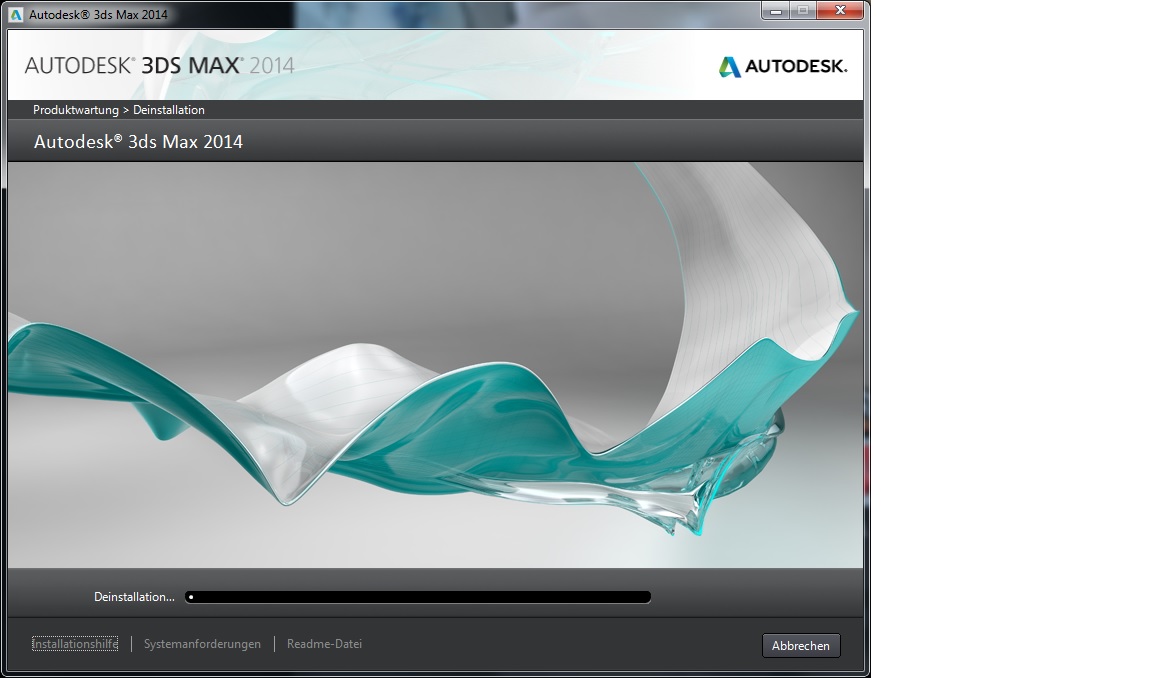 Autodesk® 3ds Max 2014
AUTODESK® 3DS MAX® 2014
AUTODESK.
Produktwartung > Deinstallation
Autodesk® 3ds Max 2014
Deinstallation...
Installationshilfe | Systemanforderungen | Readme-Datei
Abbrechen